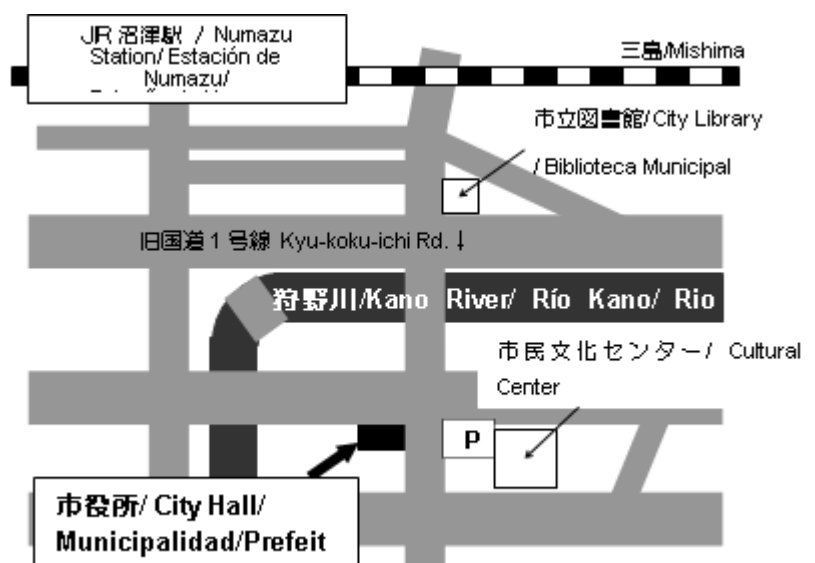 JR 沼津駅 / Numazu
Station/ Estación de
Numazu/
三島/Mishima
市立図書館/ City Library
/ Biblioteca Municipal
旧国道1号線 Kyu-koku-ichi Rd.↓
狩野川/Kano River/ Río Kano/ Rio
市民文化センター/ Cultural
Center
P
市役所/ City Hall/
Municipalidad/Prefeit